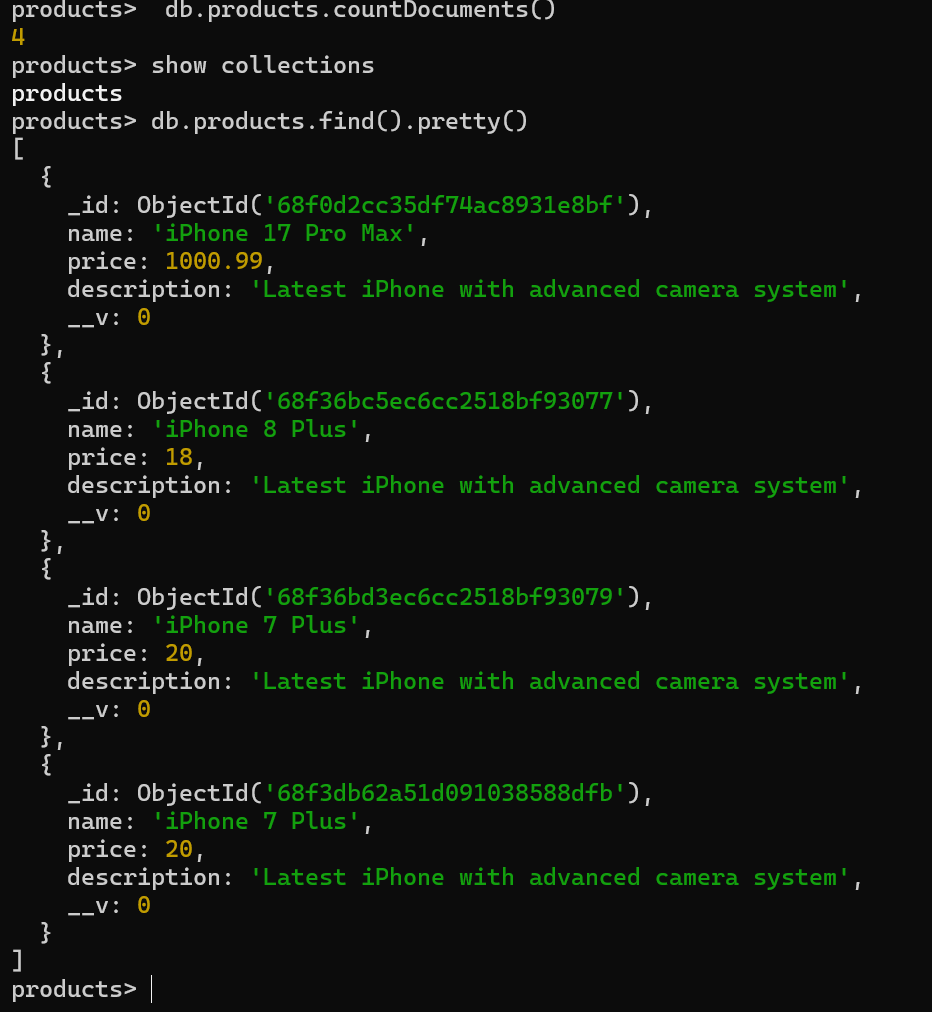 products>  db.products.countDocuments()
4
products> show collections
products
products> db.products.find().pretty()
[
  {
    _id: ObjectId('68f0d2cc35df74ac8931e8bf'),
    name: 'iPhone 17 Pro Max',
    price: 1000.99,
    description: 'Latest iPhone with advanced camera system',
    __v: 0
  },
  {
    _id: ObjectId('68f36bc5ec6cc2518bf93077'),
    name: 'iPhone 8 Plus',
    price: 18,
    description: 'Latest iPhone with advanced camera system',
    __v: 0
  },
  {
    _id: ObjectId('68f36bd3ec6cc2518bf93079'),
    name: 'iPhone 7 Plus',
    price: 20,
    description: 'Latest iPhone with advanced camera system',
    __v: 0
  },
  {
    _id: ObjectId('68f3db62a51d091038588dfb'),
    name: 'iPhone 7 Plus',
    price: 20,
    description: 'Latest iPhone with advanced camera system',
    __v: 0
  }
]
products>